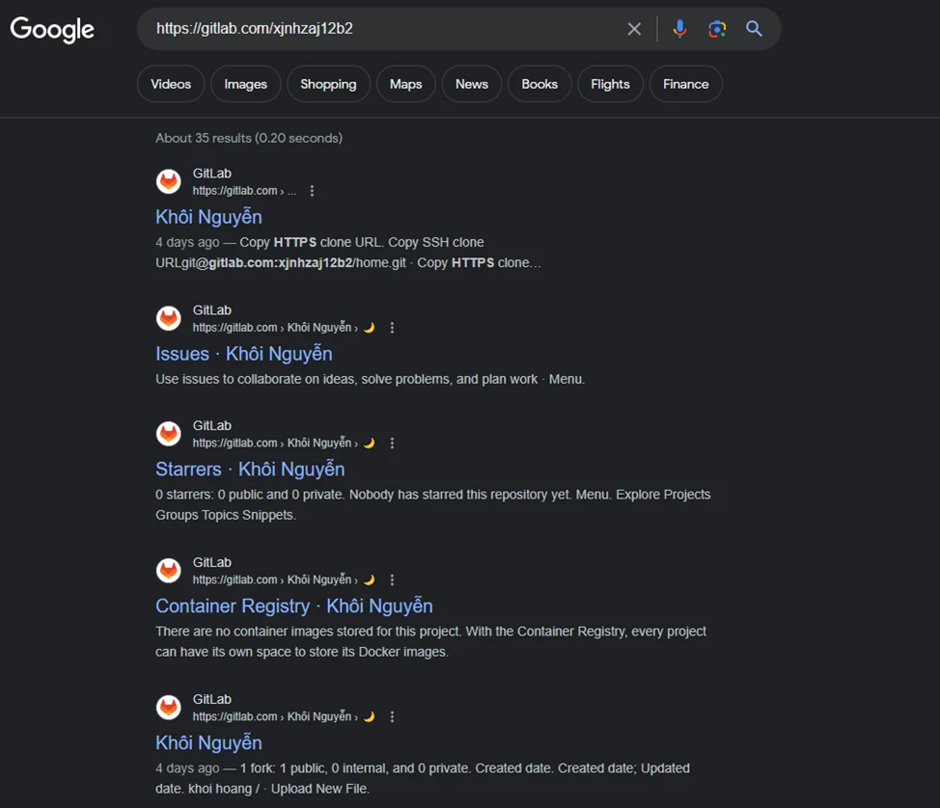 Google
https://gitlab.com/xjnhzaj12b2
Videos
Images
Shopping
Maps
News
Books
Flights
Finance
About 35 results (0.20 seconds)
GitLab
https://gitlab.com › ...
Khôi Nguyễn
4 days ago — Copy HTTPS clone URL. Copy SSH clone
URLgit@gitlab.com:xjnhzaj12b2/home.git · Copy HTTPS clone…
GitLab
https://gitlab.com › Khôi Nguyễn › 🌙
Issues · Khôi Nguyễn
Use issues to collaborate on ideas, solve problems, and plan work · Menu.
GitLab
https://gitlab.com › Khôi Nguyễn › 🌙
Starrers · Khôi Nguyễn
0 starrers: 0 public and 0 private. Nobody has starred this repository yet. Menu. Explore Projects
Groups Topics Snippets.
GitLab
https://gitlab.com › Khôi Nguyễn › 🌙
Container Registry · Khôi Nguyễn
There are no container images stored for this project. With the Container Registry, every project
can have its own space to store its Docker images.
GitLab
https://gitlab.com › Khôi Nguyễn › 🌙
Khôi Nguyễn
4 days ago — 1 fork: 1 public, 0 internal, and 0 private. Created date. Created date; Updated
date. khoi hoang / · Upload New File.